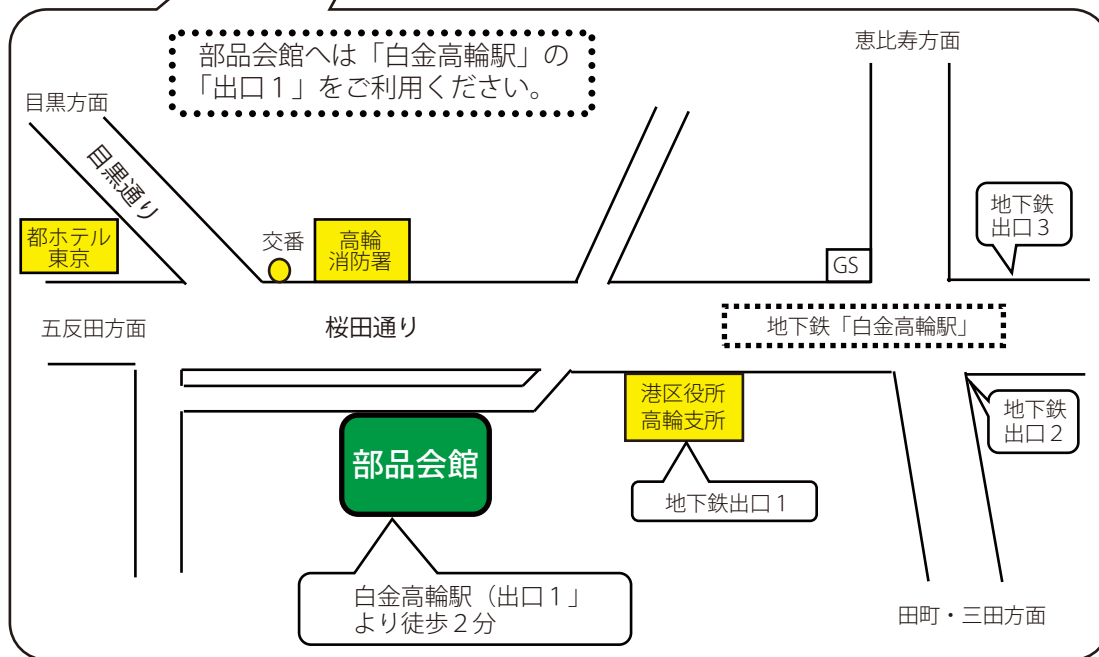 部品会館へは「白金高輪駅」の
「出口１」をご利用ください。
恵比寿方面
目黒方面
目黒通り
都ホテル
東京
交番
高輪
消防署
GS
地下鉄
出口３
五反田方面
桜田通り
地下鉄「白金高輪駅」
港区役所
高輪支所
地下鉄
出口２
部品会館
地下鉄出口１
白金高輪駅（出口１」
より徒歩２分
田町・三田方面